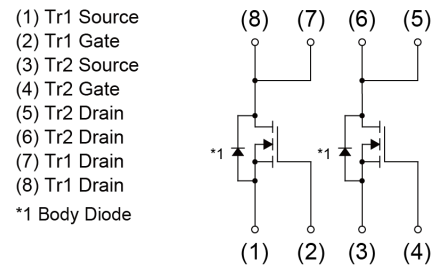 (1) Tr1 Source
(2) Tr1 Gate
(3) Tr2 Source
(4) Tr2 Gate
(5) Tr2 Drain
(6) Tr2 Drain
(7) Tr1 Drain
(8) Tr1 Drain
*1 Body Diode
(8) (7) (6) (5)
*1 *1
(1) (2) (3) (4)